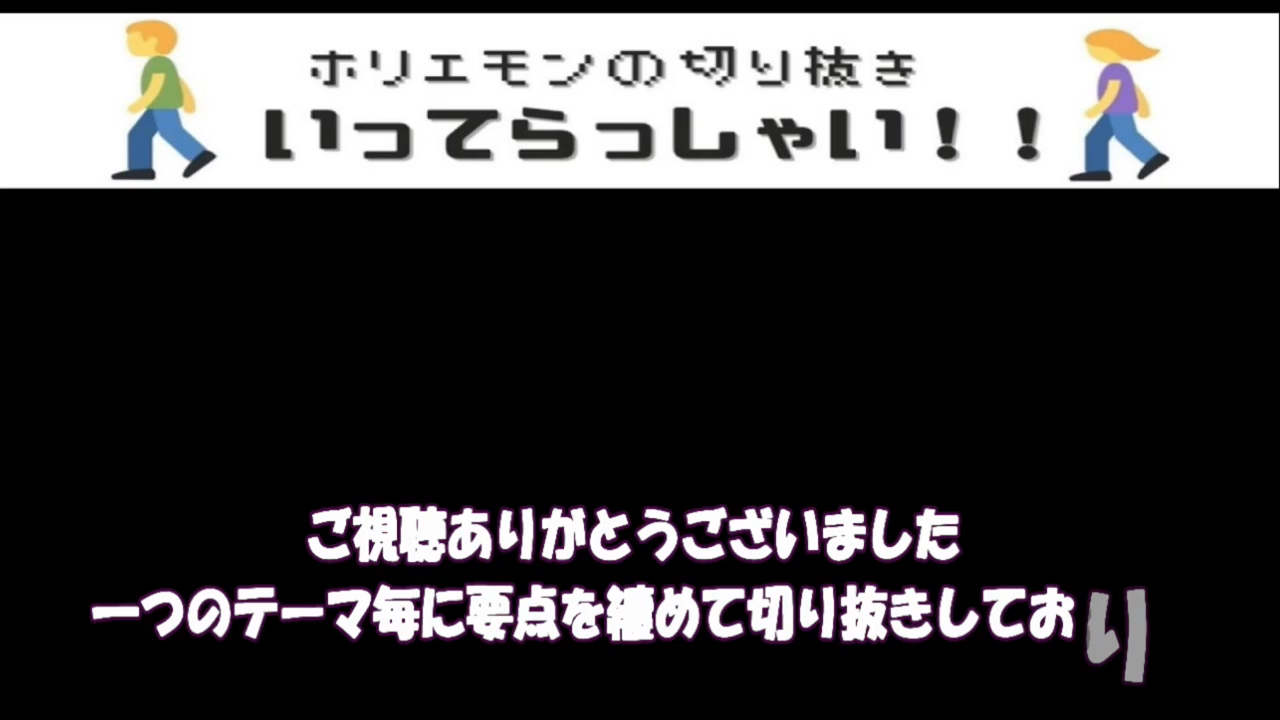 ホリエモンの切り抜き
いってらっしゃい！！
ご視聴ありがとうございました
一つのテーマ毎に要点を纏めて切り抜きしており